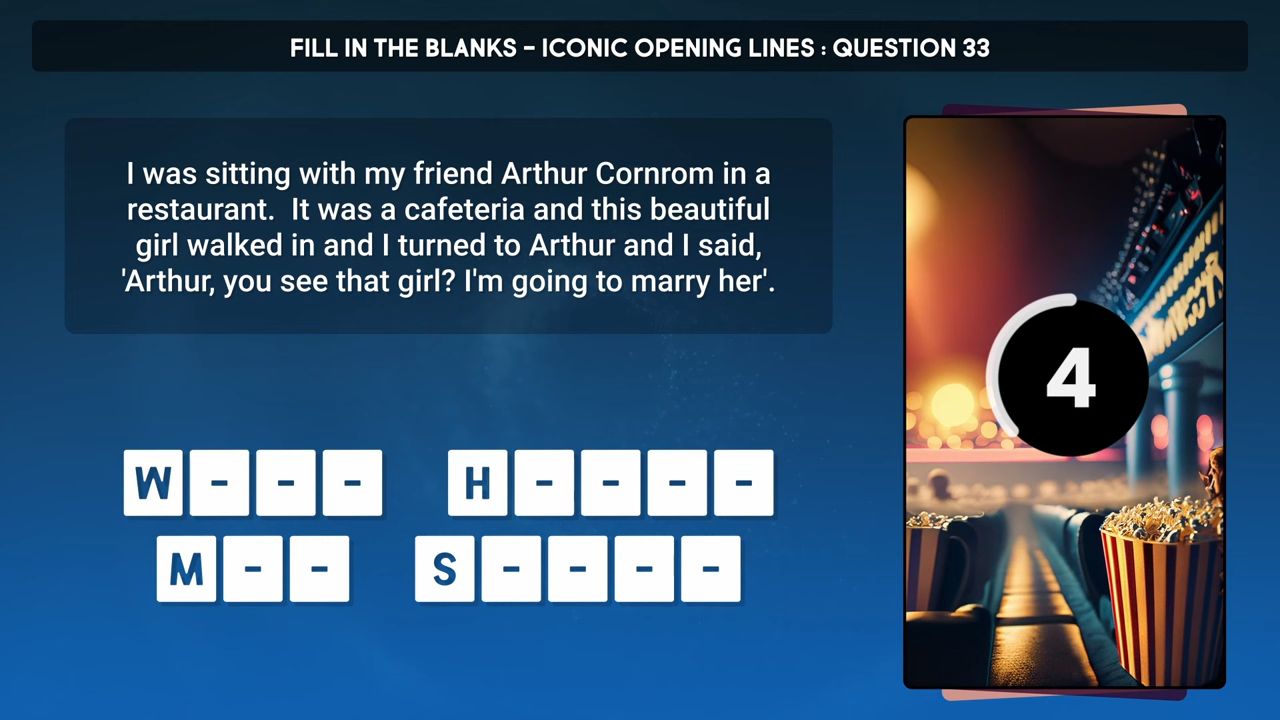 FILL IN THE BLANKS – ICONIC OPENING LINES : QUESTION 33
I was sitting with my friend Arthur Cornrom in a
restaurant.  It was a cafeteria and this beautiful
girl walked in and I turned to Arthur and I said,
'Arthur, you see that girl? I'm going to marry her'.
4
W - - - H - - - -
M - - S - - - -